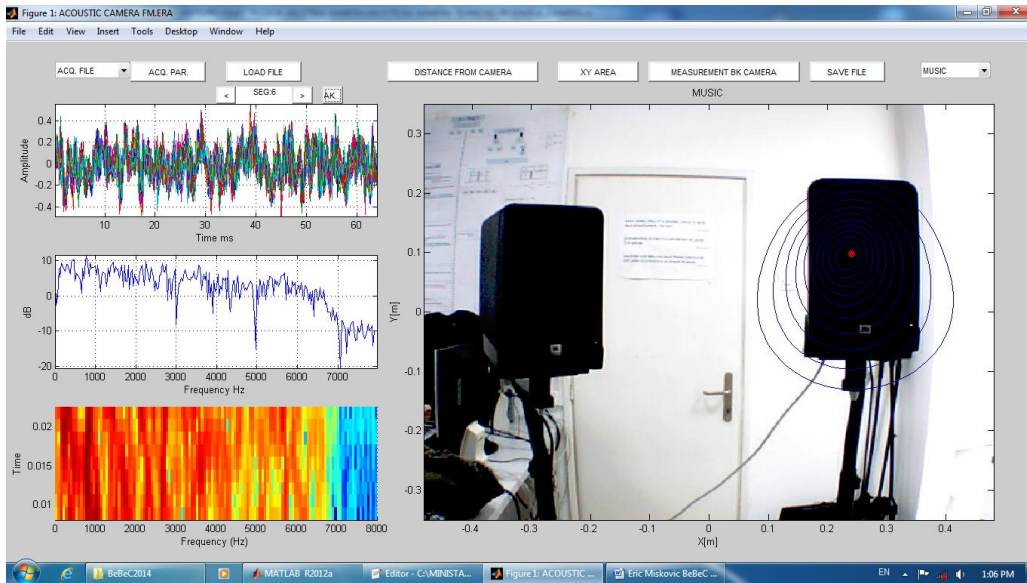 Figure 1: ACOUSTIC CAMERA FM.ERA
File Edit View Insert Tools Desktop Window Help
ACQ. FILE ACQ. PAR. LOAD FILE DISTANCE FROM CAMERA XY AREA MEASUREMENT BK CAMERA SAVE FILE MUSIC
< SEG:6 > AK.
MUSIC
0.4
0.2
0
-0.2
-0.4
Amplitude
10 20 30 40 50 60
Time ms
10
0
-10
-20
dB
0 1000 2000 3000 4000 5000 6000 7000
Frequency Hz
0.02
0.015
0.01
Time
0 1000 2000 3000 4000 5000 6000 7000 8000
Frequency (Hz)
0.3
0.2
0.1
0
-0.1
-0.2
-0.3
Y[m]
-0.4 -0.3 -0.2 -0.1 0 0.1 0.2 0.3 0.4
X[m]
BeBeC2014 MATLAB R2012a Editor - C:\MINISTA... Figure 1: ACOUSTIC ... Eric Miskovic BeBeC ... EN 1:06 PM